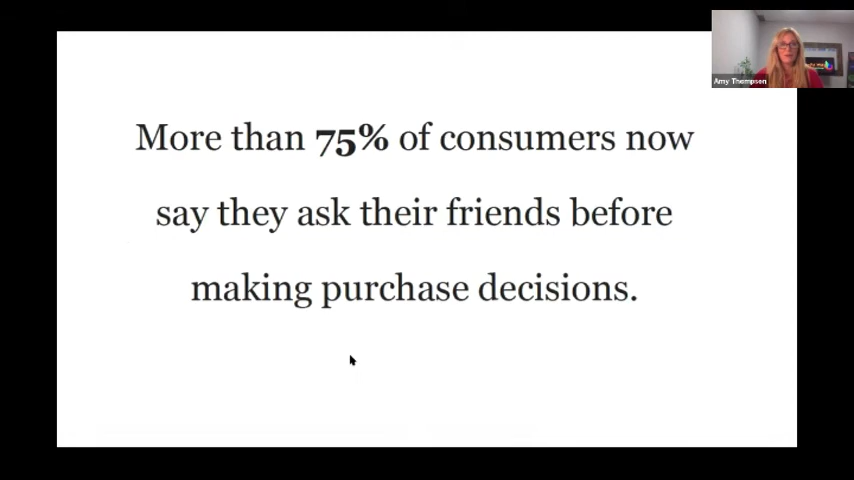 More than 75% of consumers now
say they ask their friends before
making purchase decisions.
Amy Thompson